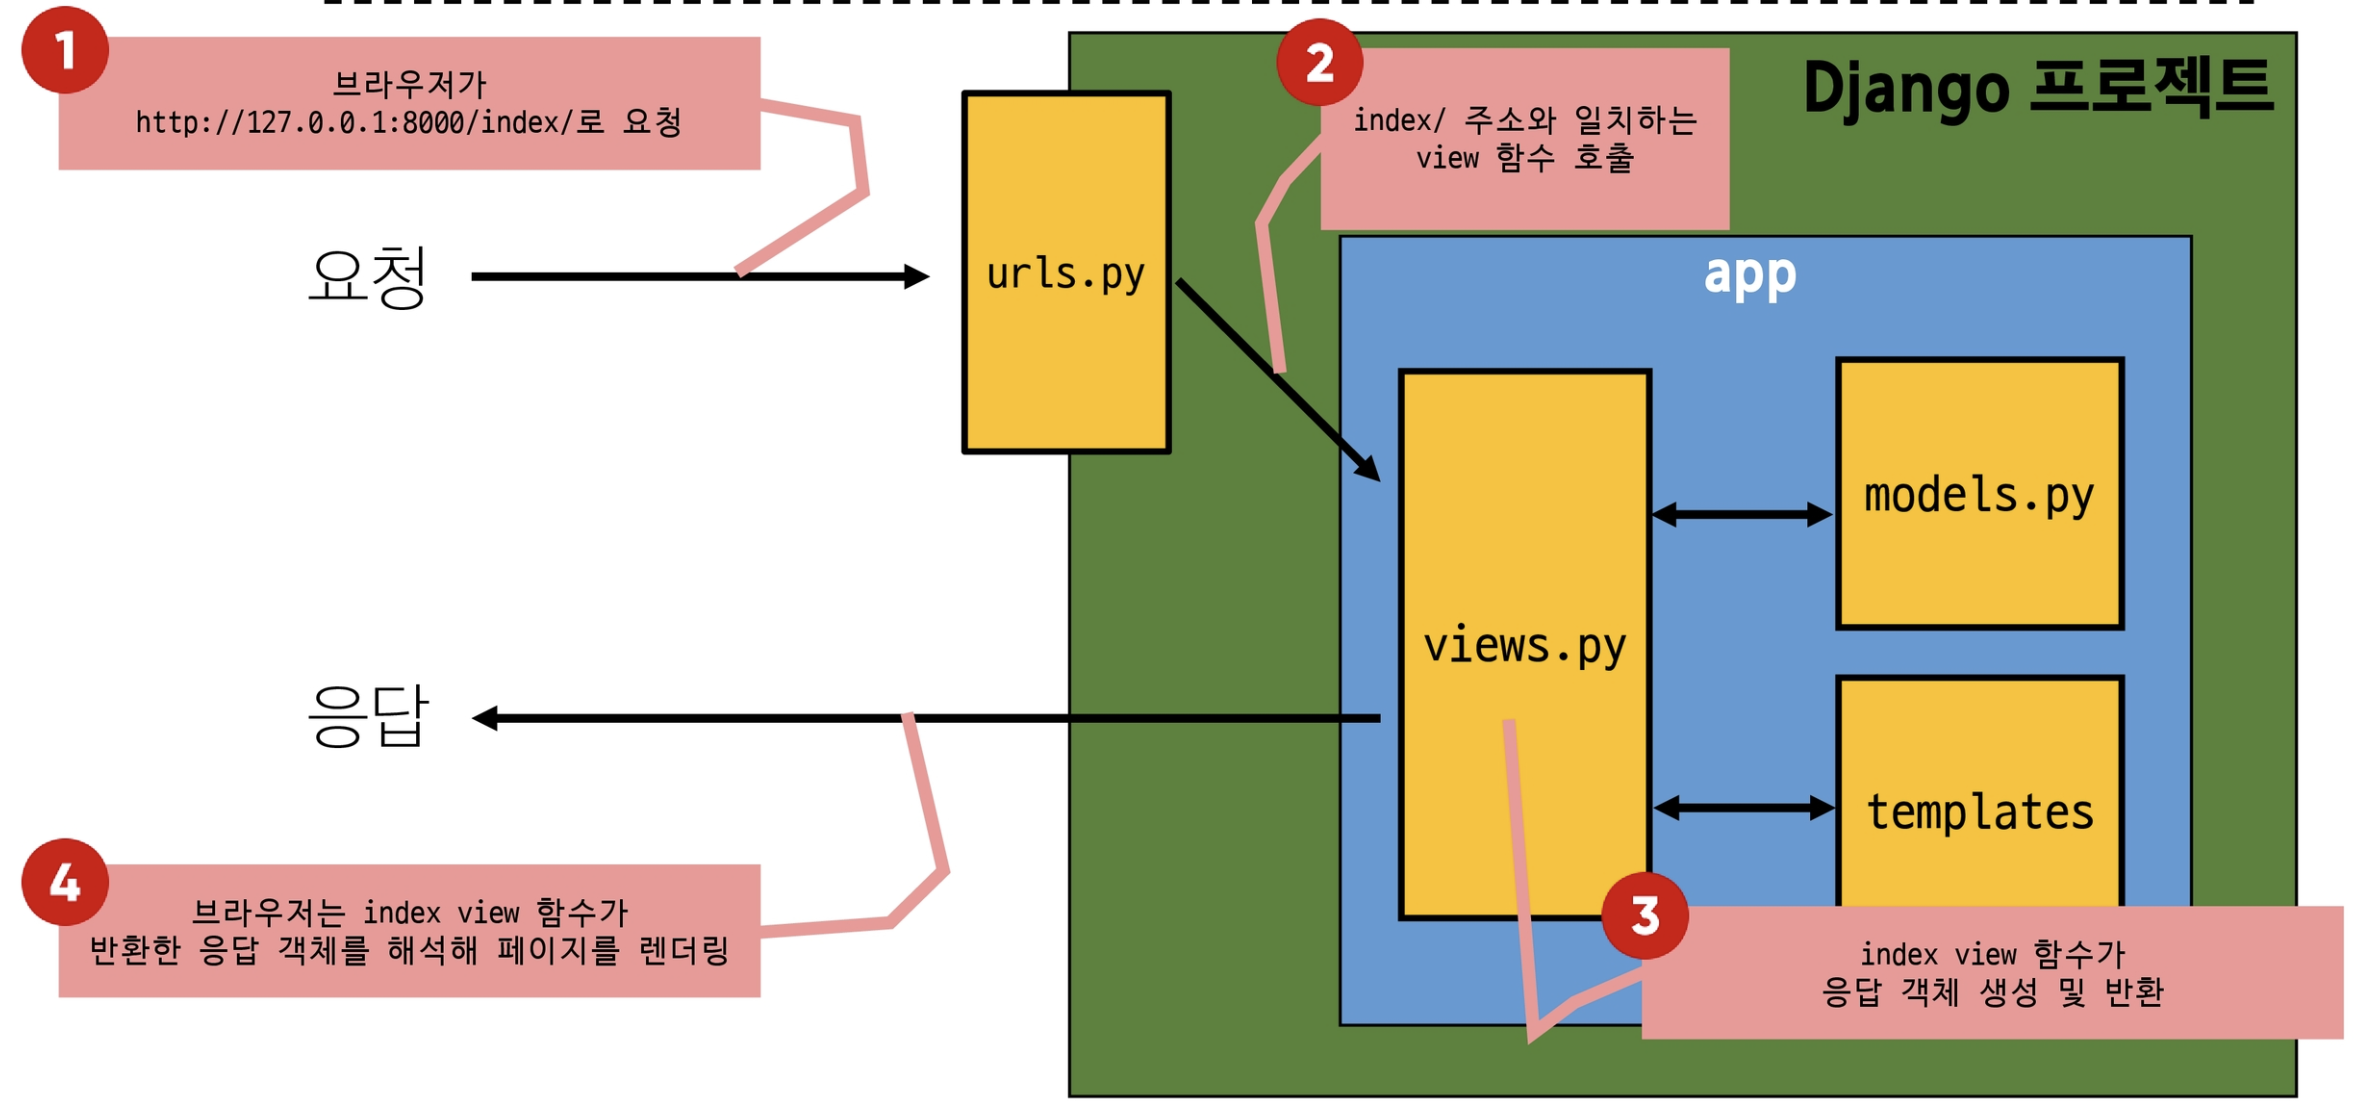 1
브라우저가
http://127.0.0.1:8000/index/로 요청
2
index/ 주소와 일치하는
view 함수 호출
Django 프로젝트
요청
urls.py
app
models.py
views.py
응답
templates
3
index view 함수가
응답 객체 생성 및 반환
4
브라우저는 index view 함수가
반환한 응답 객체를 해석해 페이지를 렌더링